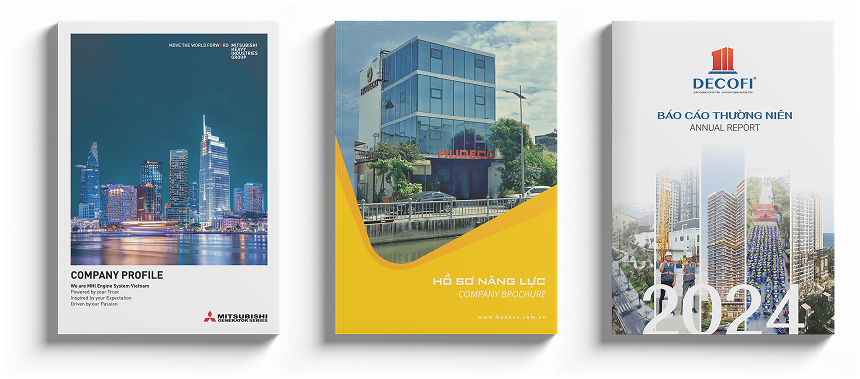 MOVE THE WORLD FORWARD
MITSUBISHI
HEAVY
INDUSTRIES
GROUP
COMPANY PROFILE
We are MHI Engine System Vietnam
Powered by your Trust
Inspired by your Expectation
Driven by our Passion
MITSUBISHI
GENERATOR SERIES
HUDECO
HỒ SƠ NĂNG LỰC
COMPANY BROCHURE
www.hudeco.com.vn
DECOFI®
BÁO CÁO THƯỜNG NIÊN
ANNUAL REPORT
2024